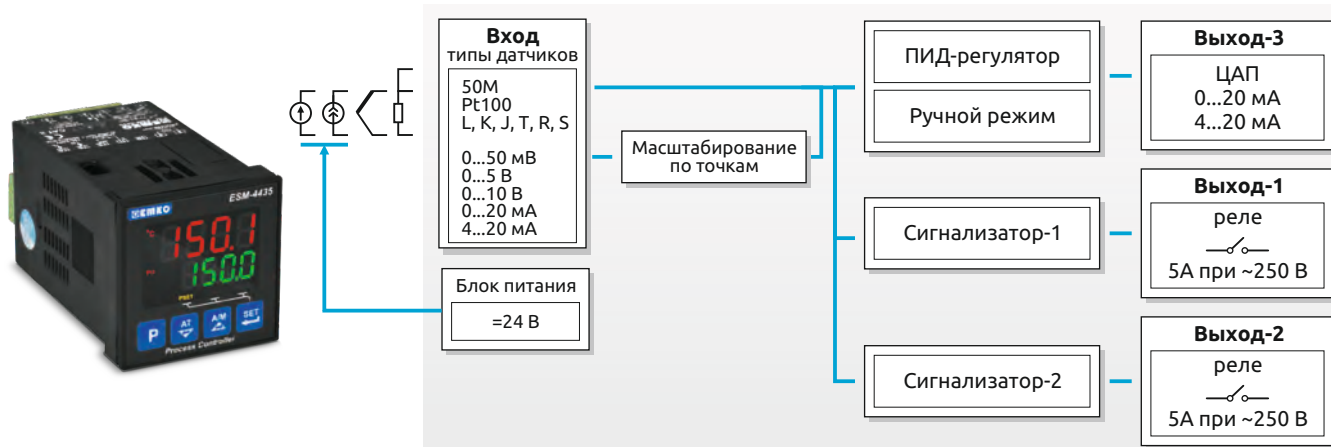 EMKO
ESM-4435
°C
150.1
PW
150.0
PSET
P
AT
A/M
SET
Process Controller
Вход
типы датчиков
50М
Pt100
L, K, J, T, R, S
0...50 мВ
0...5 В
0...10 В
0...20 мА
4...20 мА
Блок питания
=24 В
Масштабирование
по точкам
ПИД-регулятор
Ручной режим
Сигнализатор-1
Сигнализатор-2
Выход-3
ЦАП
0...20 мА
4...20 мА
Выход-1
реле
5А при ~250 В
Выход-2
реле
5А при ~250 В